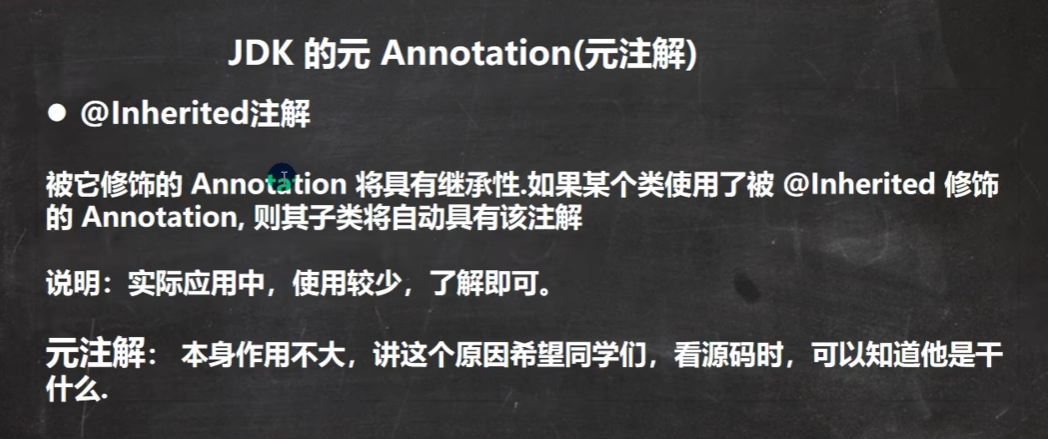 JDK 的元 Annotation(元注解)
● @Inherited注解
被它修饰的 Annotation 将具有继承性.如果某个类使用了被 @Inherited 修饰
的 Annotation, 则其子类将自动具有该注解
说明：实际应用中，使用较少，了解即可。
元注解： 本身作用不大，讲这个原因希望同学们，看源码时，可以知道他是干
什么.